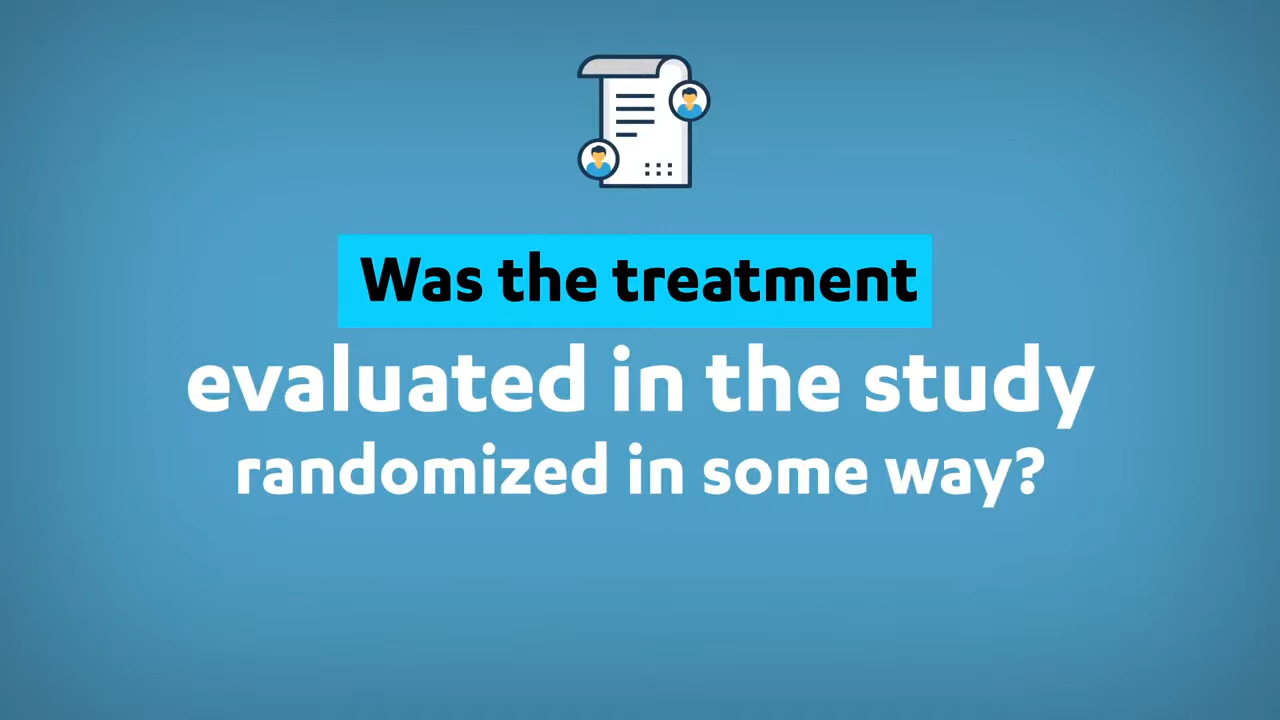 Was the treatment
evaluated in the study
randomized in some way?